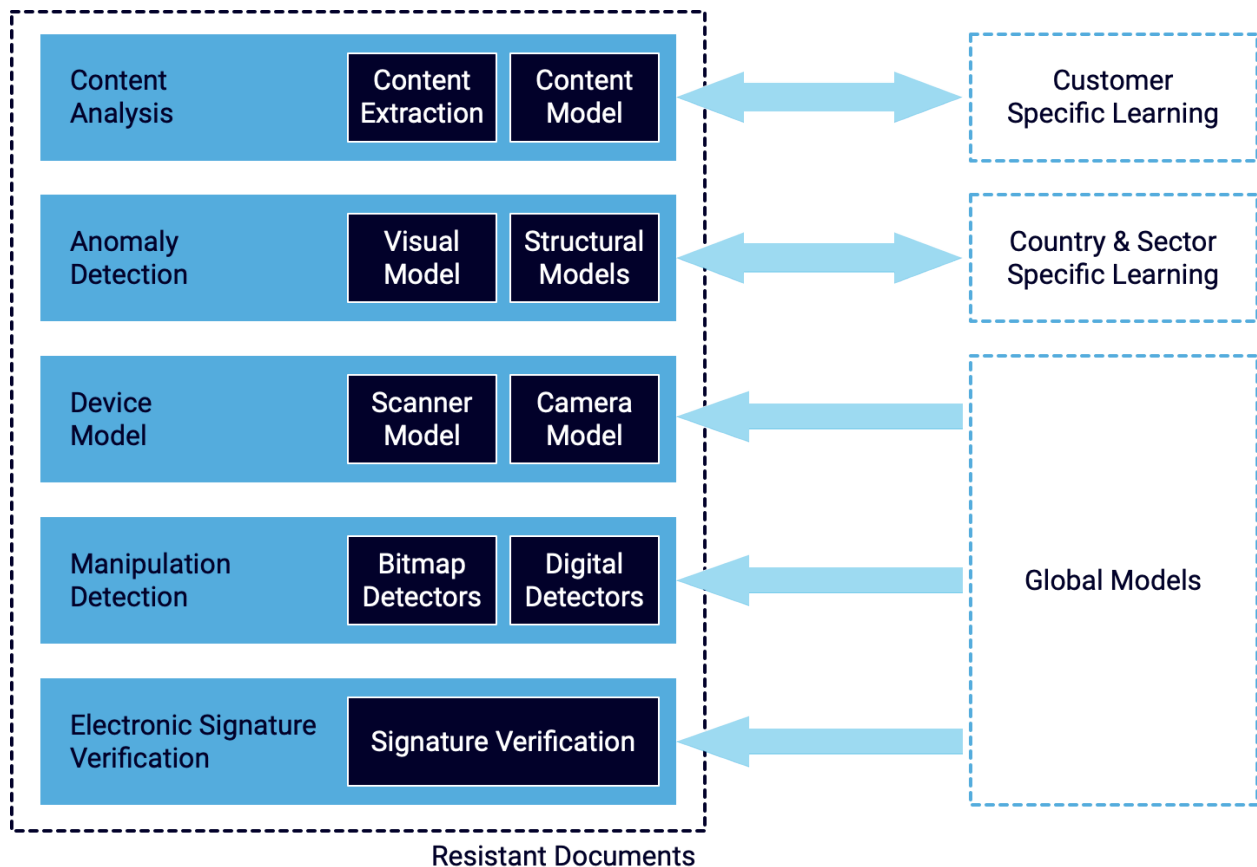 Content
Analysis
Content
Extraction
Content
Model
Customer
Specific Learning
Anomaly
Detection
Visual
Model
Structural
Models
Country & Sector
Specific Learning
Device
Model
Scanner
Model
Camera
Model
Manipulation
Detection
Bitmap
Detectors
Digital
Detectors
Global Models
Electronic Signature
Verification
Signature Verification
Resistant Documents